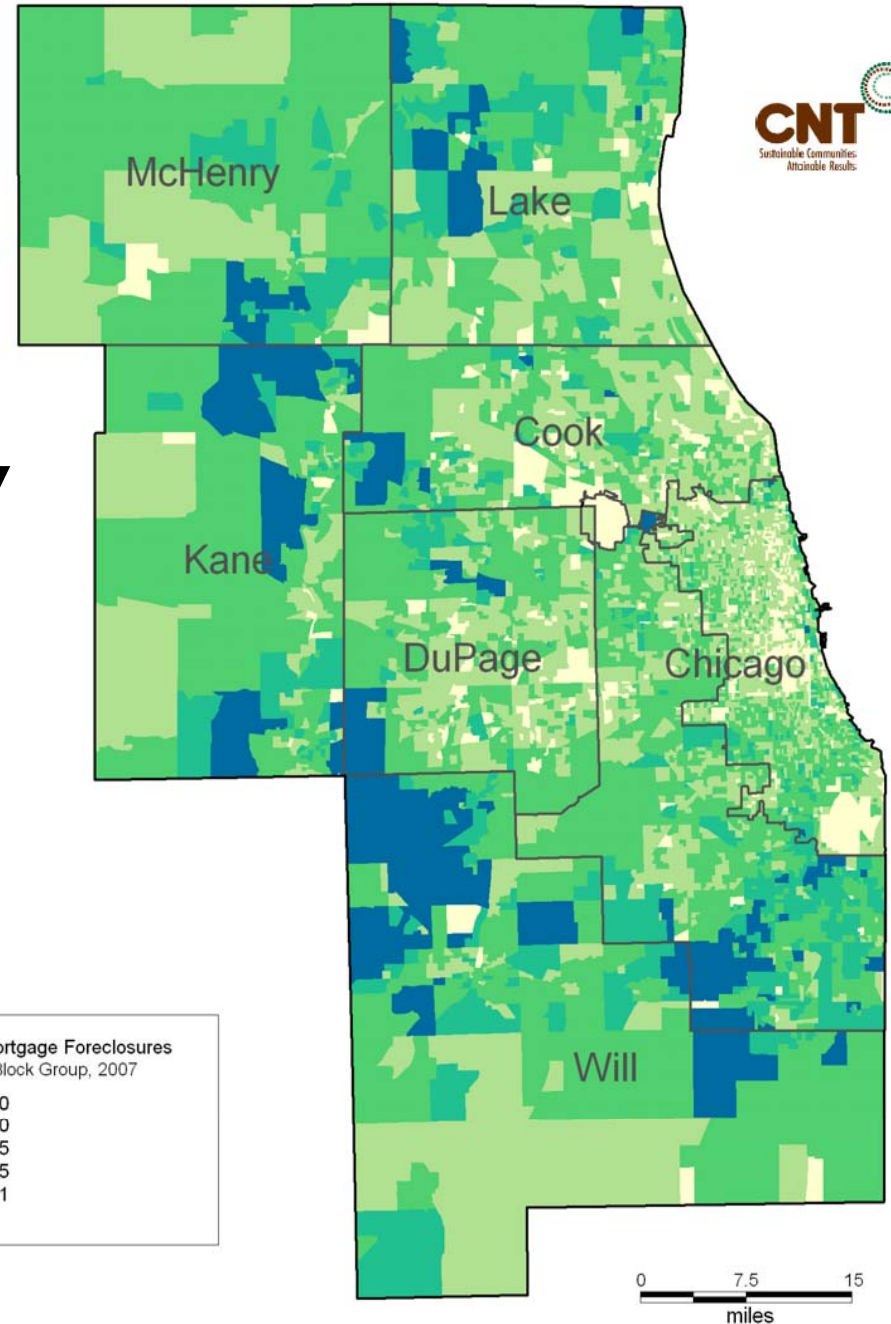 CNT
Sustainable Communities
Attainable Results
McHenry
Lake
Cook
Kane
DuPage
Chicago
Will
Foreclosures
Block Group, 2007
0
0
5
5
1
0 7.5 15
miles